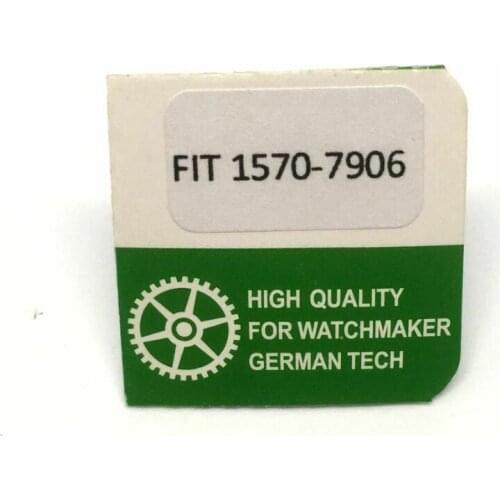 FIT 1570-7906
HIGH QUALITY
FOR WATCHMAKER
GERMAN TECH